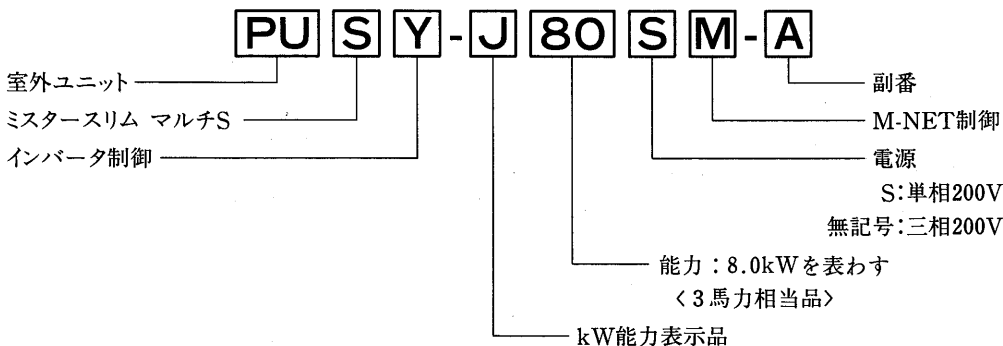 PUSY-J80SM-A
室外ユニット
副番
ミスタースリム マルチS
M-NET制御
インバータ制御
電源
S:単相200V
無記号:三相200V
能力:8.0kWを表わす
〈3馬力相当品〉
kW能力表示品